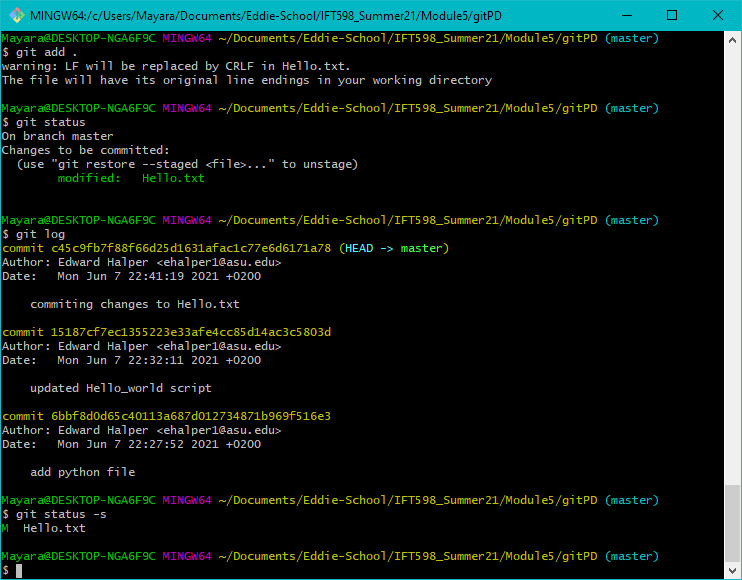 MINGW64:/c/Users/Mayara/Documents/Eddie-School/IFT598_Summer21/Module5/gitPD
Mayara@DESKTOP-NGA6F9C MINGW64 ~/Documents/Eddie-School/IFT598_Summer21/Module5/gitPD (master)
$ git add .
warning: LF will be replaced by CRLF in Hello.txt.
The file will have its original line endings in your working directory
Mayara@DESKTOP-NGA6F9C MINGW64 ~/Documents/Eddie-School/IFT598_Summer21/Module5/gitPD (master)
$ git status
On branch master
Changes to be committed:
  (use "git restore --staged <file>..." to unstage)
        modified:   Hello.txt
Mayara@DESKTOP-NGA6F9C MINGW64 ~/Documents/Eddie-School/IFT598_Summer21/Module5/gitPD (master)
$ git log
commit c45c9fb7f88f66d25d1631afac1c77e6d6171a78 (HEAD -> master)
Author: Edward Halper <ehalper1@asu.edu>
Date:   Mon Jun 7 22:41:19 2021 +0200
    commiting changes to Hello.txt
commit 15187cf7ec1355223e33afe4cc85d14ac3c5803d
Author: Edward Halper <ehalper1@asu.edu>
Date:   Mon Jun 7 22:32:11 2021 +0200
    updated Hello_world script
commit 6bbf8d0d65c40113a687d012734871b969f516e3
Author: Edward Halper <ehalper1@asu.edu>
Date:   Mon Jun 7 22:27:52 2021 +0200
    add python file
Mayara@DESKTOP-NGA6F9C MINGW64 ~/Documents/Eddie-School/IFT598_Summer21/Module5/gitPD (master)
$ git status -s
M  Hello.txt
Mayara@DESKTOP-NGA6F9C MINGW64 ~/Documents/Eddie-School/IFT598_Summer21/Module5/gitPD (master)
$